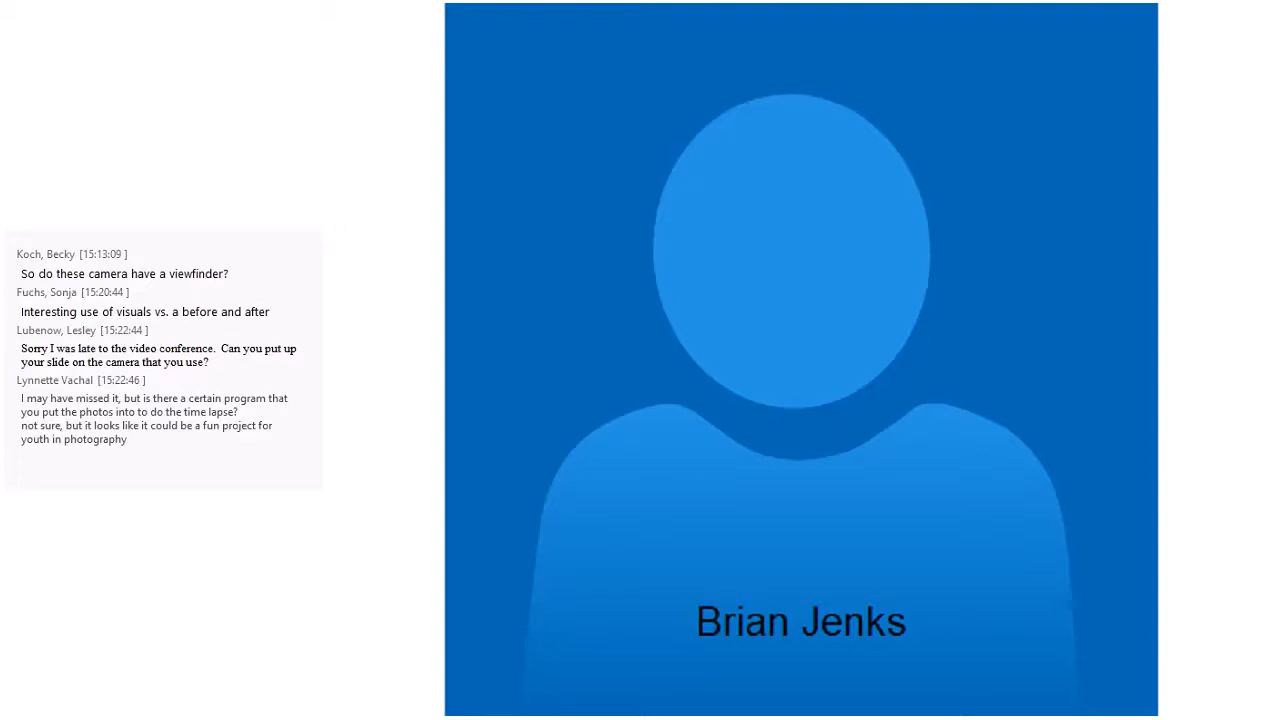 Koch, Becky [15:13:09 ]
So do these camera have a viewfinder?
Fuchs, Sonja [15:20:44 ]
Interesting use of visuals vs. a before and after
Lubenow, Lesley [15:22:44 ]
Sorry I was late to the video conference.  Can you put up
your slide on the camera that you use?
Lynnette Vachal [15:22:46 ]
I may have missed it, but is there a certain program that
you put the photos into to do the time lapse?
not sure, but it looks like it could be a fun project for
youth in photography
Brian Jenks